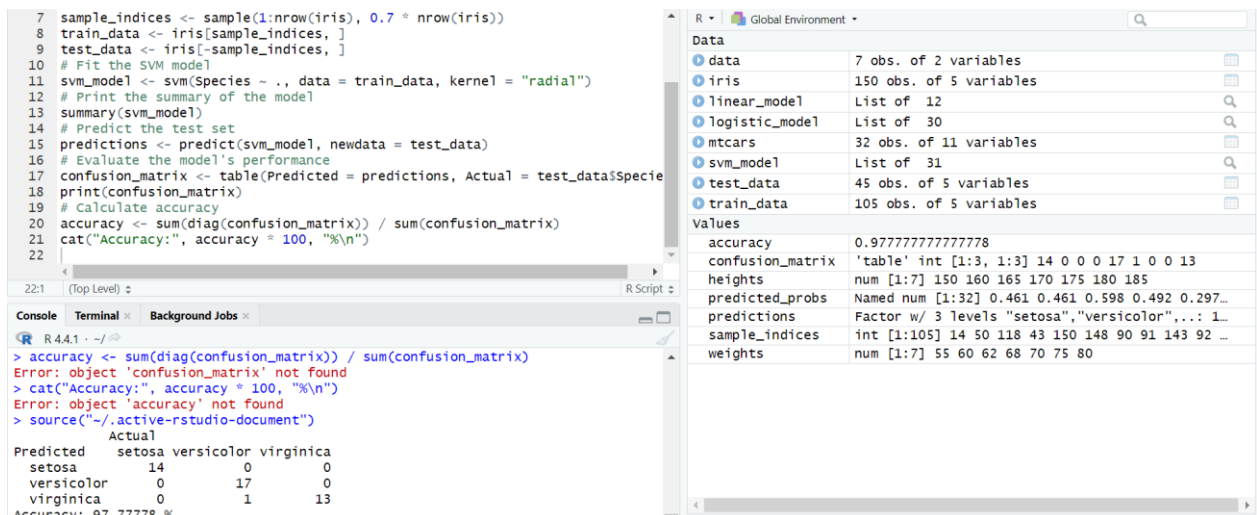 7 sample_indices <- sample(1:nrow(iris), 0.7 * nrow(iris))
8 train_data <- iris[sample_indices, ]
9 test_data <- iris[-sample_indices, ]
10 # Fit the SVM model
11 svm_model <- svm(Species ~ ., data = train_data, kernel = "radial")
12 # Print the summary of the model
13 summary(svm_model)
14 # Predict the test set
15 predictions <- predict(svm_model, newdata = test_data)
16 # Evaluate the model's performance
17 confusion_matrix <- table(Predicted = predictions, Actual = test_data$Specie
18 print(confusion_matrix)
19 # Calculate accuracy
20 accuracy <- sum(diag(confusion_matrix)) / sum(confusion_matrix)
21 cat("Accuracy:", accuracy * 100, "%\n")
22
22:1 (Top Level) R Script
Console Terminal × Background Jobs ×
R 4.4.1 · ~/
> accuracy <- sum(diag(confusion_matrix)) / sum(confusion_matrix)
Error: object 'confusion_matrix' not found
> cat("Accuracy:", accuracy * 100, "%\n")
Error: object 'accuracy' not found
> source("~/.active-rstudio-document")
Actual
Predicted setosa versicolor virginica
setosa 14 0 0
versicolor 0 17 0
virginica 0 1 13
Accuracy: 97.77778 %
R Global Environment
Data
data 7 obs. of 2 variables
iris 150 obs. of 5 variables
linear_model List of 12
logistic_model List of 30
mtcars 32 obs. of 11 variables
svm_model List of 31
test_data 45 obs. of 5 variables
train_data 105 obs. of 5 variables
Values
accuracy 0.977777777777778
confusion_matrix 'table' int [1:3, 1:3] 14 0 0 0 17 1 0 0 13
heights num [1:7] 150 160 165 170 175 180 185
predicted_probs Named num [1:32] 0.461 0.461 0.598 0.492 0.297…
predictions Factor w/ 3 levels "setosa","versicolor",..: 1…
sample_indices int [1:105] 14 50 118 43 150 148 90 91 143 92 …
weights num [1:7] 55 60 62 68 70 75 80